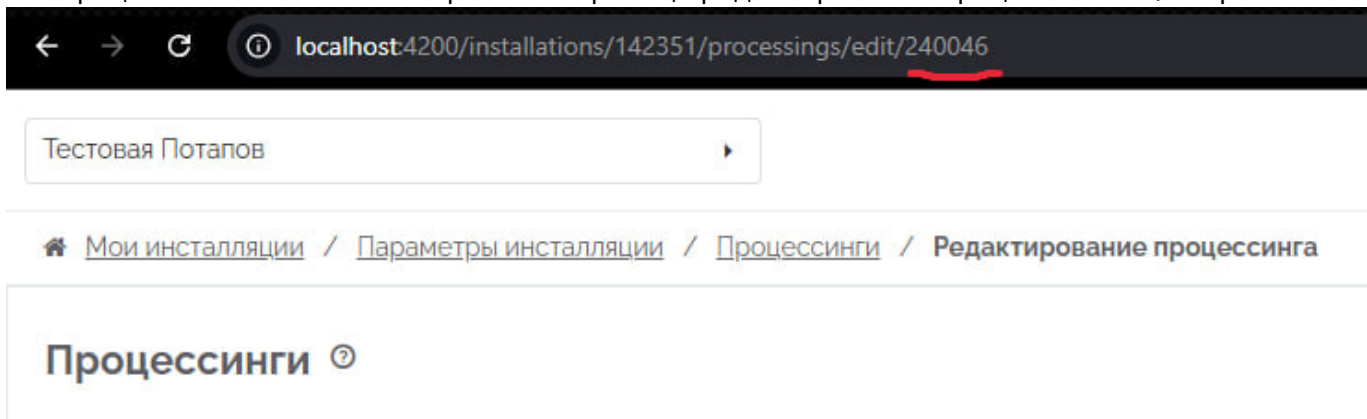 localhost:4200/installations/142351/processings/edit/240046
Тестовая Потапов
Мои инсталляции / Параметры инсталляции / Процессинги / Редактирование процессинга
Процессинги